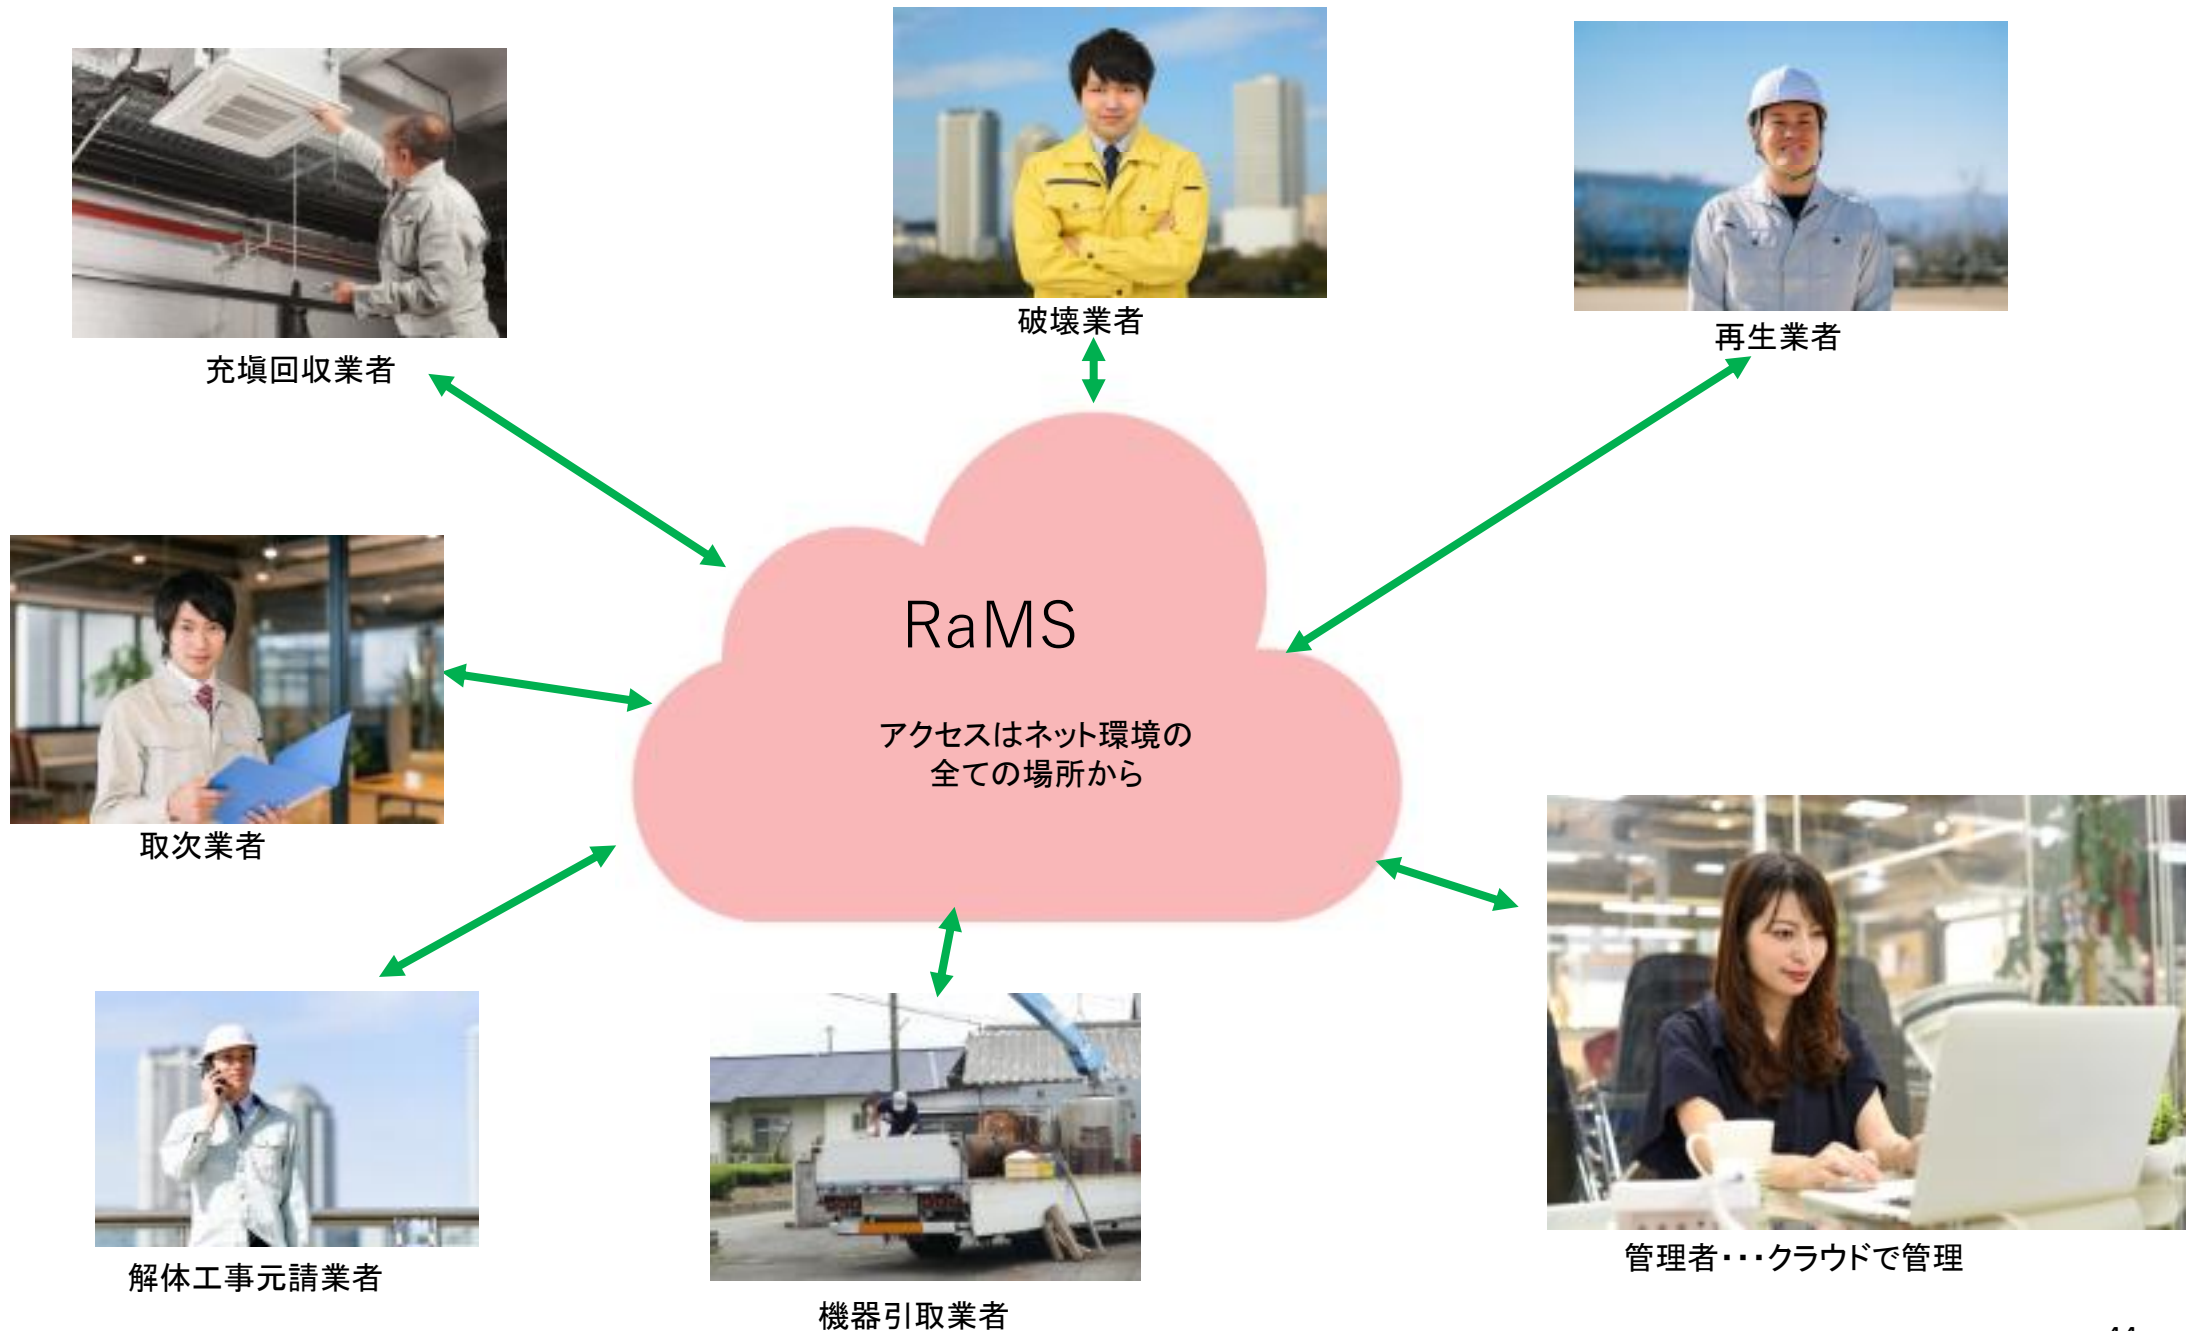 破壊業者
再生業者
充塡回収業者
RaMS
アクセスはネット環境の
全ての場所から
取次業者
管理者・・・クラウドで管理
解体工事元請業者
機器引取業者